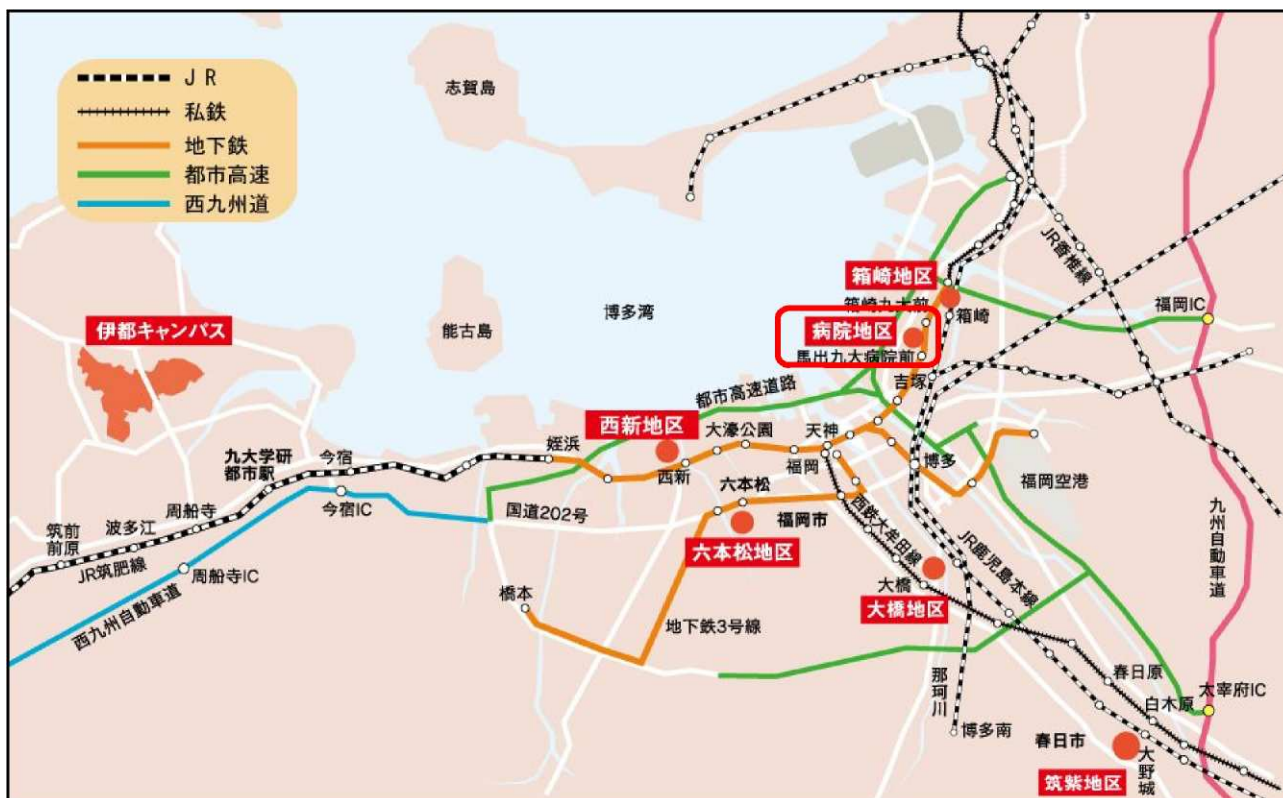 JR
私鉄
地下鉄
都市高速
西九州道
志賀島
能古島
博多湾
伊都キャンパス
箱崎地区
箱崎九大前
箱崎
病院地区
馬出九大病院前
吉塚
JR香椎線
福岡IC
都市高速道路
西新地区
大濠公園
天神
福岡
博多
福岡空港
姪浜
西新
六本松
福岡市
六本松地区
国道202号
九大学研
都市駅
今宿
今宿IC
周船寺
波多江
筑前
前原
JR筑肥線
周船寺IC
西九州自動車道
橋本
地下鉄3号線
西鉄大牟田線
JR鹿児島本線
大橋
大橋地区
九州自動車道
那珂川
博多南
春日原
白木原
太宰府IC
春日市
大野城
筑紫地区